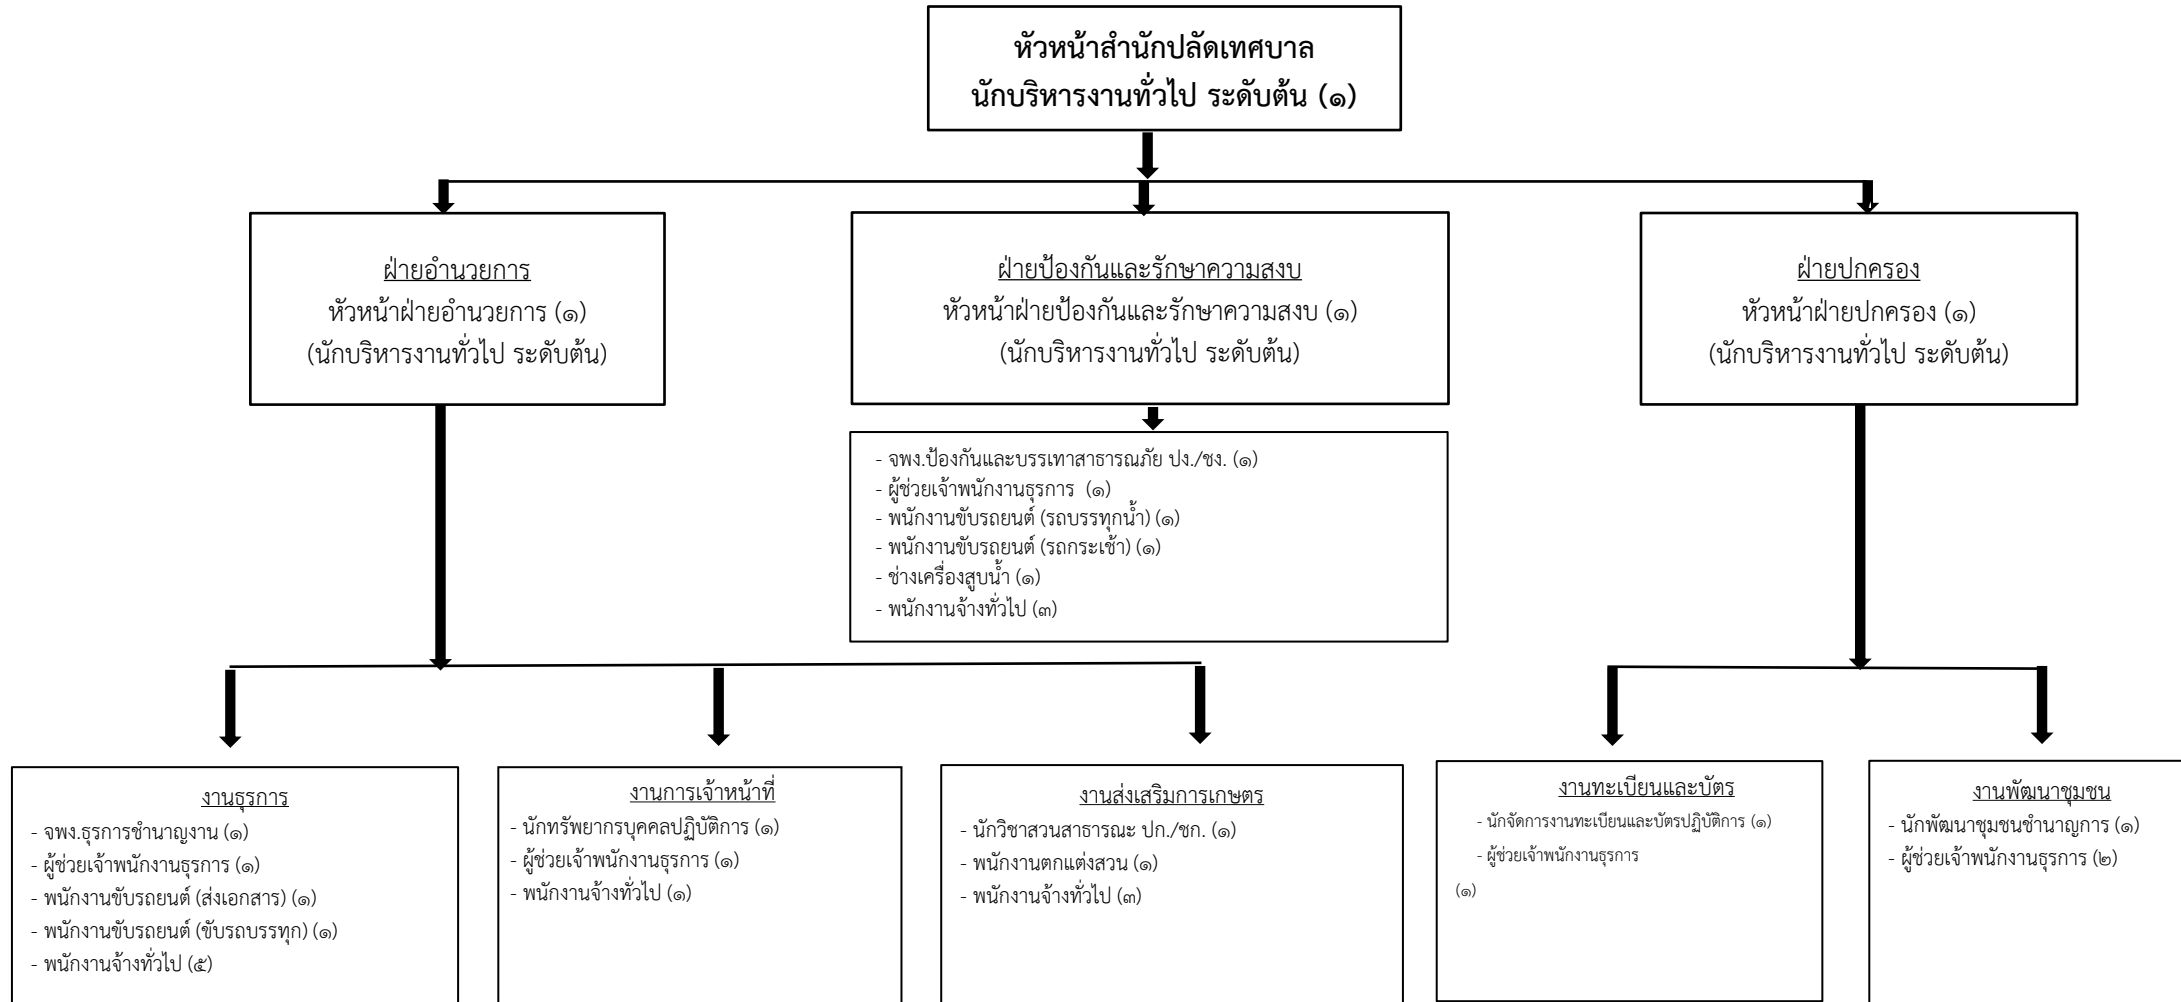 หัวหน้าสำนักปลัดเทศบาล
นักบริหารงานทั่วไป ระดับต้น (๑)
ฝ่ายอำนวยการ
หัวหน้าฝ่ายอำนวยการ (๑)
(นักบริหารงานทั่วไป ระดับต้น)
ฝ่ายป้องกันและรักษาความสงบ
หัวหน้าฝ่ายป้องกันและรักษาความสงบ (๑)
(นักบริหารงานทั่วไป ระดับต้น)
ฝ่ายปกครอง
หัวหน้าฝ่ายปกครอง (๑)
(นักบริหารงานทั่วไป ระดับต้น)
- จพง.ป้องกันและบรรเทาสาธารณภัย ปง./ชง. (๑)
- ผู้ช่วยเจ้าพนักงานธุรการ (๑)
- พนักงานขับรถยนต์ (รถบรรทุกน้ำ) (๑)
- พนักงานขับรถยนต์ (รถกระเช้า) (๑)
- ช่างเครื่องสูบน้ำ (๑)
- พนักงานจ้างทั่วไป (๓)
งานธุรการ
- จพง.ธุรการชำนาญงาน (๑)
- ผู้ช่วยเจ้าพนักงานธุรการ (๑)
- พนักงานขับรถยนต์ (ส่งเอกสาร) (๑)
- พนักงานขับรถยนต์ (ขับรถบรรทุก) (๑)
- พนักงานจ้างทั่วไป (๕)
งานการเจ้าหน้าที่
- นักทรัพยากรบุคคลปฏิบัติการ (๑)
- ผู้ช่วยเจ้าพนักงานธุรการ (๑)
- พนักงานจ้างทั่วไป (๑)
งานส่งเสริมการเกษตร
- นักวิชาสวนสาธารณะ ปก./ชก. (๑)
- พนักงานตกแต่งสวน (๑)
- พนักงานจ้างทั่วไป (๓)
งานทะเบียนและบัตร
- นักจัดการงานทะเบียนและบัตรปฏิบัติการ (๑)
- ผู้ช่วยเจ้าพนักงานธุรการ
(๑)
งานพัฒนาชุมชน
- นักพัฒนาชุมชนชำนาญการ (๑)
- ผู้ช่วยเจ้าพนักงานธุรการ (๒)